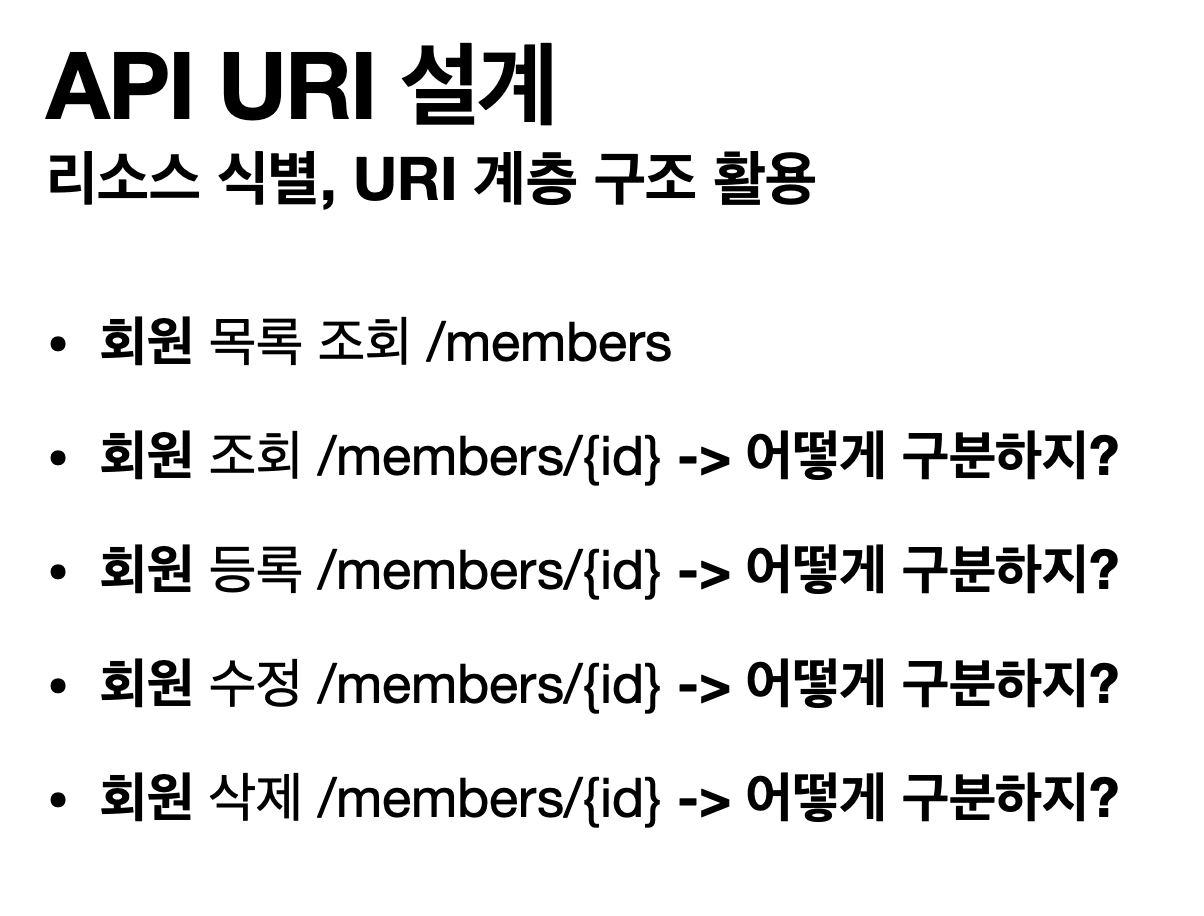 API URI 설계
리소스 식별, URI 계층 구조 활용
• 회원 목록 조회 /members
• 회원 조회 /members/{id} -> 어떻게 구분하지?
• 회원 등록 /members/{id} -> 어떻게 구분하지?
• 회원 수정 /members/{id} -> 어떻게 구분하지?
• 회원 삭제 /members/{id} -> 어떻게 구분하지?